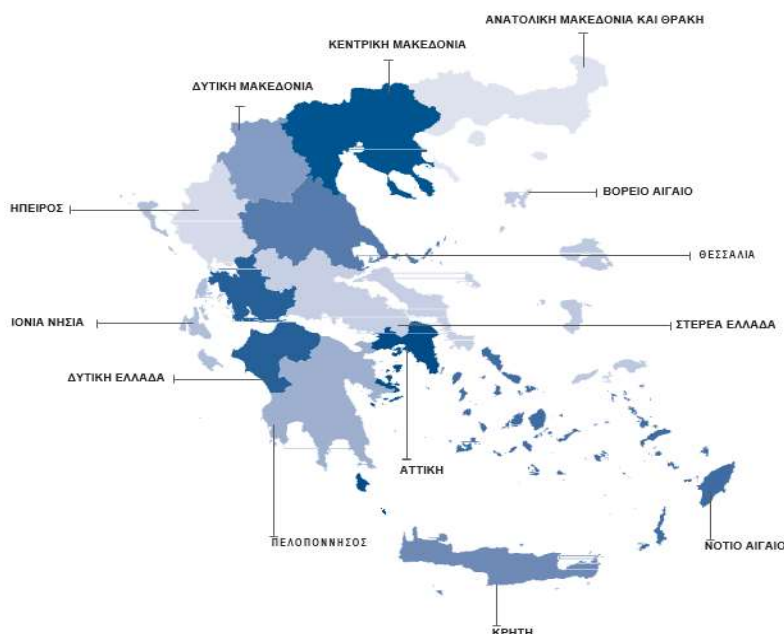 ΑΝΑΤΟΛΙΚΗ ΜΑΚΕΔΟΝΙΑ ΚΑΙ ΘΡΑΚΗ
ΚΕΝΤΡΙΚΗ ΜΑΚΕΔΟΝΙΑ
ΔΥΤΙΚΗ ΜΑΚΕΔΟΝΙΑ
ΒΟΡΕΙΟ ΑΙΓΑΙΟ
ΗΠΕΙΡΟΣ
ΘΕΣΣΑΛΙΑ
ΙΟΝΙΑ ΝΗΣΙΑ
ΣΤΕΡΕΑ ΕΛΛΑΔΑ
ΔΥΤΙΚΗ ΕΛΛΑΔΑ
ΑΤΤΙΚΗ
ΠΕΛΟΠΟΝΝΗΣΟΣ
ΝΟΤΙΟ ΑΙΓΑΙΟ
ΚΡΗΤΗ